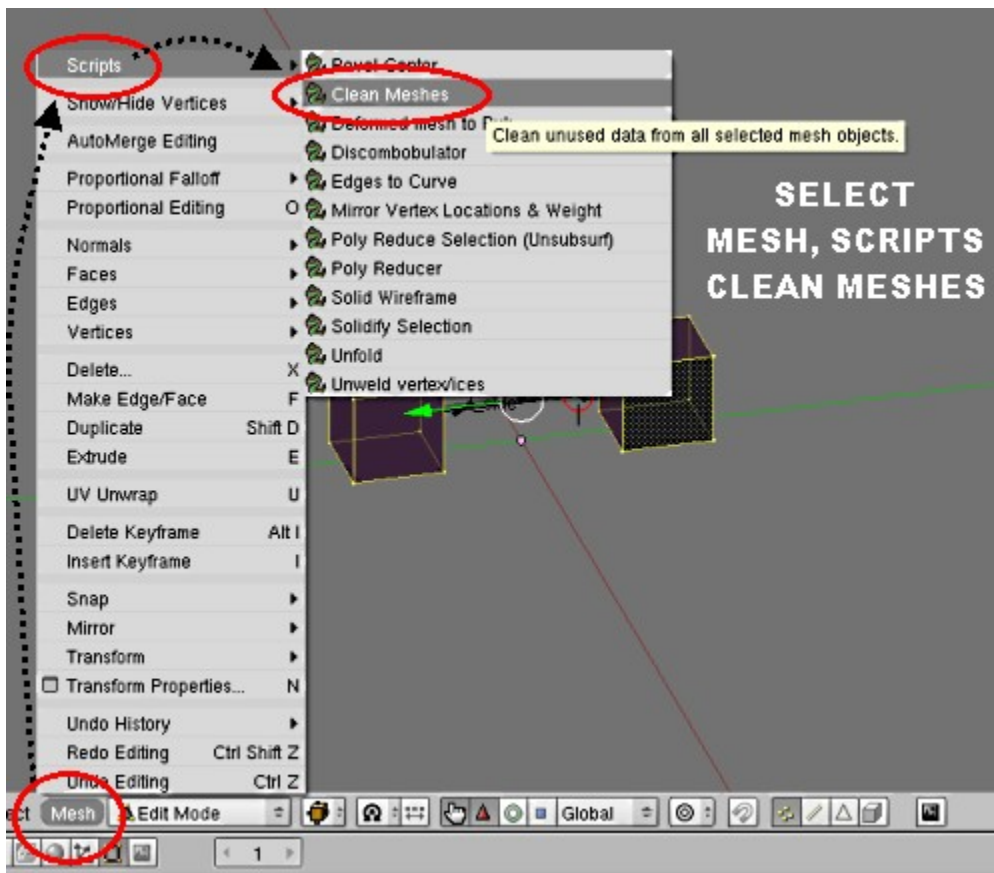 Scripts
Show/Hide Vertices
AutoMerge Editing
Proportional Falloff
Proportional Editing O
Normals
Faces
Edges
Vertices
Delete... X
Make Edge/Face F
Duplicate Shift D
Extrude E
UV Unwrap U
Delete Keyframe Alt I
Insert Keyframe I
Snap
Mirror
Transform
Transform Properties... N
Undo History
Redo Editing Ctrl Shift Z
Undo Editing Ctrl Z
Bevel Center
Clean Meshes
Deformed mesh to
Discombobulator
Edges to Curve
Mirror Vertex Locations & Weight
Poly Reduce Selection (Unsubsurf)
Poly Reducer
Solid Wireframe
Solidify Selection
Unfold
Unweld vertex/ices
Clean unused data from all selected mesh objects.
SELECT
MESH, SCRIPTS
CLEAN MESHES
Mesh Edit Mode Global
1